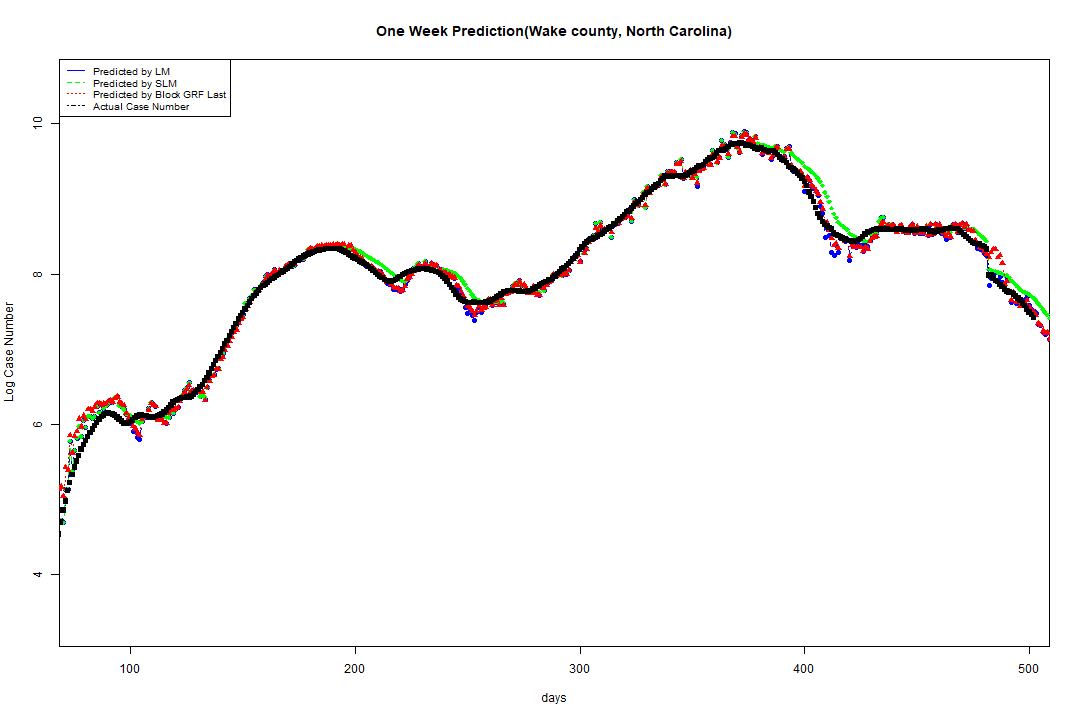 One Week Prediction(Wake county, North Carolina)
Predicted by LM
Predicted by SLM
Predicted by Block GRF Last
Actual Case Number
10
8
6
4
Log Case Number
100 200 300 400 500
days